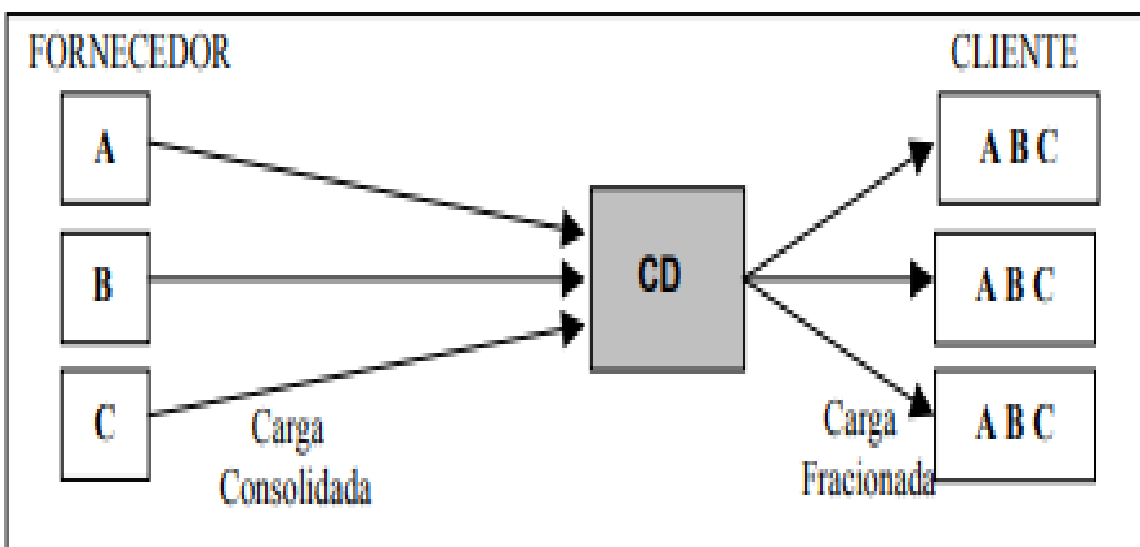 FORNECEDOR
CLIENTE
A
A B C
B
CD
A B C
C
A B C
Carga
Consolidada
Carga
Fracionada